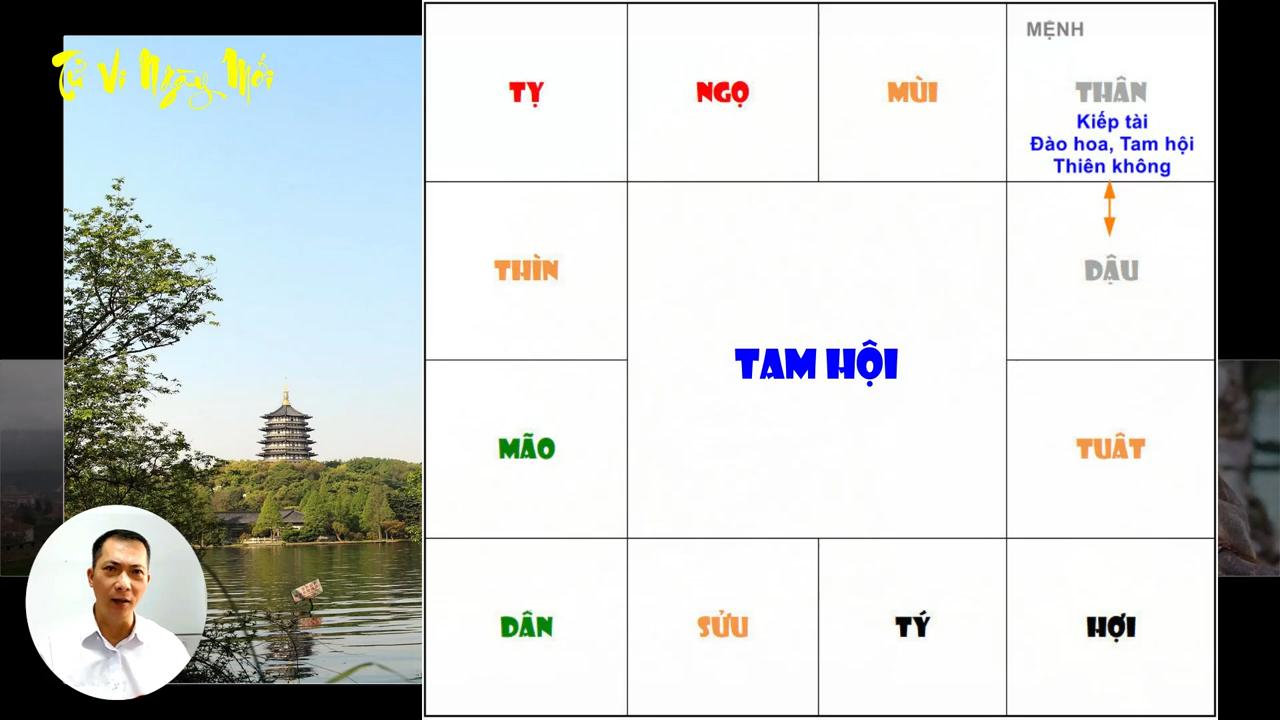 Tử Vi Ngày Mới
MỆNH
TỴ
NGỌ
MÙI
THÂN
Kiếp tài
Đào hoa, Tam hội
Thiên không
THÌN
DẬU
TAM HỘI
MÃO
TUẤT
DẦN
SỬU
TÝ
HỢI